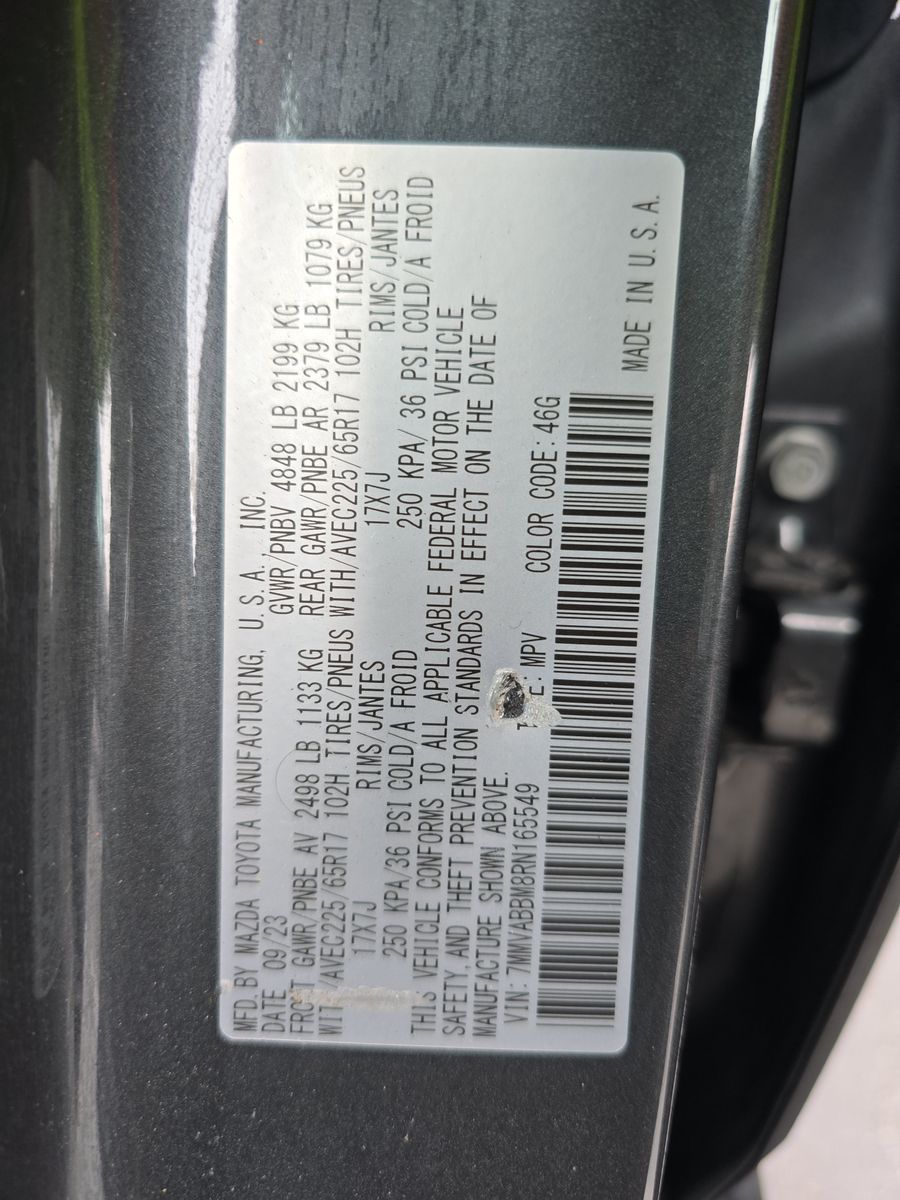 MFD. BY MAZDA TOYOTA MANUFACTURING, U.S.A., INC.
DATE 09/23 GVWR/PNBV 4848 LB 2199 KG
GAWR/PNBE AV 2498 LB 1133 KG REAR GAWR/PNBE AR 2379 LB 1079 KG
AVEC225/65R17 102H TIRES/PNEUS WITH/AVEC225/65R17 102H TIRES/PNEUS
17X7J RIMS/JANTES 17X7J RIMS/JANTES
250 KPA/36 PSI COLD/A FROID 250 KPA/36 PSI COLD/A FROID
THIS VEHICLE CONFORMS TO ALL APPLICABLE FEDERAL MOTOR VEHICLE
SAFETY, AND THEFT PREVENTION STANDARDS IN EFFECT ON THE DATE OF
MANUFACTURE SHOWN ABOVE.
VIN: 7MMVABBM8RN165549 MPV COLOR CODE: 46G
MADE IN U.S.A.